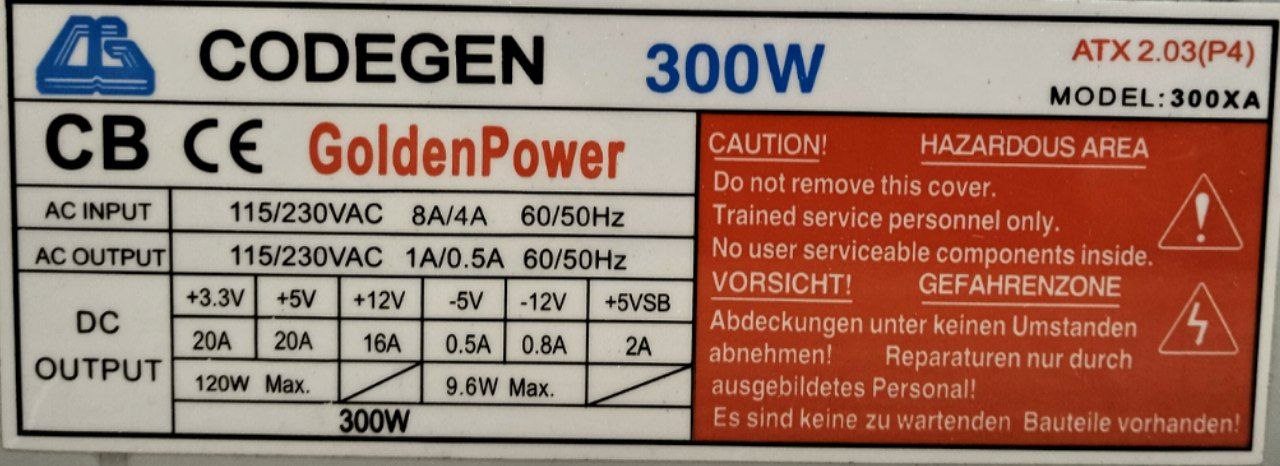 CODEGEN 300W ATX 2.03(P4)
MODEL:300XA
CB CE GoldenPower
AC INPUT 115/230VAC 8A/4A 60/50Hz
AC OUTPUT 115/230VAC 1A/0.5A 60/50Hz
DC OUTPUT
+3.3V +5V +12V -5V -12V +5VSB
20A 20A 16A 0.5A 0.8A 2A
120W Max. 9.6W Max.
300W
CAUTION! HAZARDOUS AREA
Do not remove this cover.
Trained service personnel only.
No user serviceable components inside.
VORSICHT! GEFAHRENZONE
Abdeckungen unter keinen Umstanden
abnehmen! Reparaturen nur durch
ausgebildetes Personal!
Es sind keine zu wartenden Bauteile vorhanden!